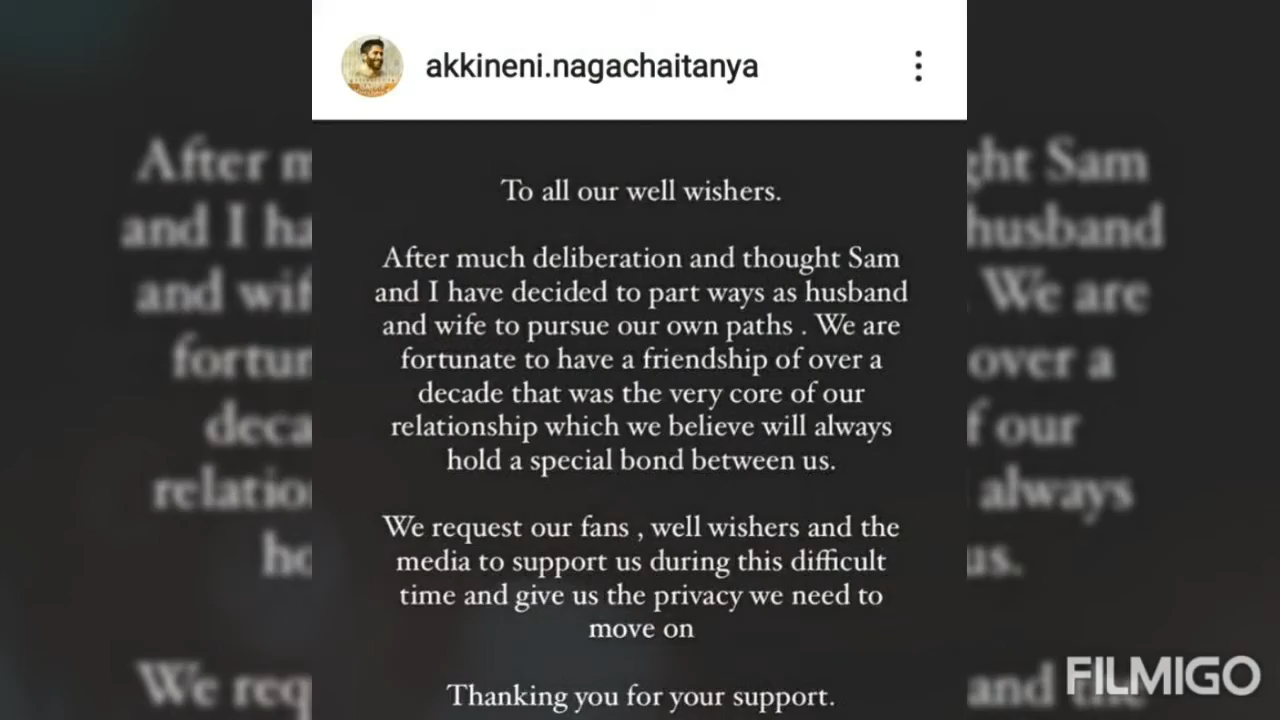 akkineni.nagachaitanya
To all our well wishers.
After much deliberation and thought Sam
and I have decided to part ways as husband
and wife to pursue our own paths . We are
fortunate to have a friendship of over a
decade that was the very core of our
relationship which we believe will always
hold a special bond between us.
We request our fans , well wishers and the
media to support us during this difficult
time and give us the privacy we need to
move on
Thanking you for your support.
FILMIGO